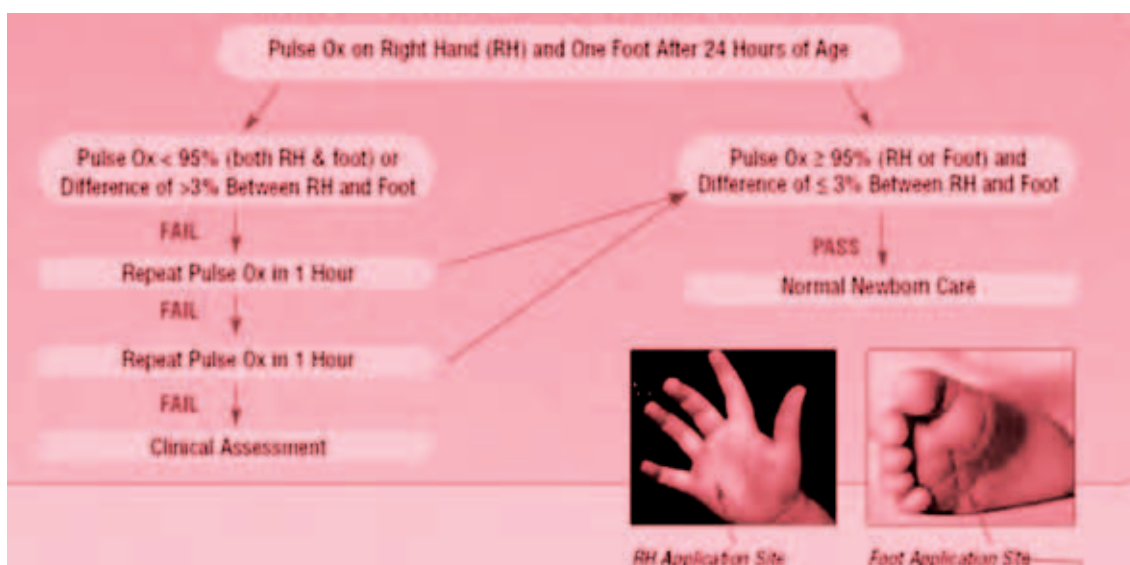 Pulse Ox on Right Hand (RH) and One Foot After 24 Hours of Age
Pulse Ox < 95% (both RH & foot) or
Difference of >3% Between RH and Foot
Pulse Ox ≥ 95% (RH or Foot) and
Difference of ≤ 3% Between RH and Foot
FAIL
Repeat Pulse Ox in 1 Hour
PASS
Normal Newborn Care
FAIL
Repeat Pulse Ox in 1 Hour
FAIL
Clinical Assessment
RH Application Site
Foot Application Site